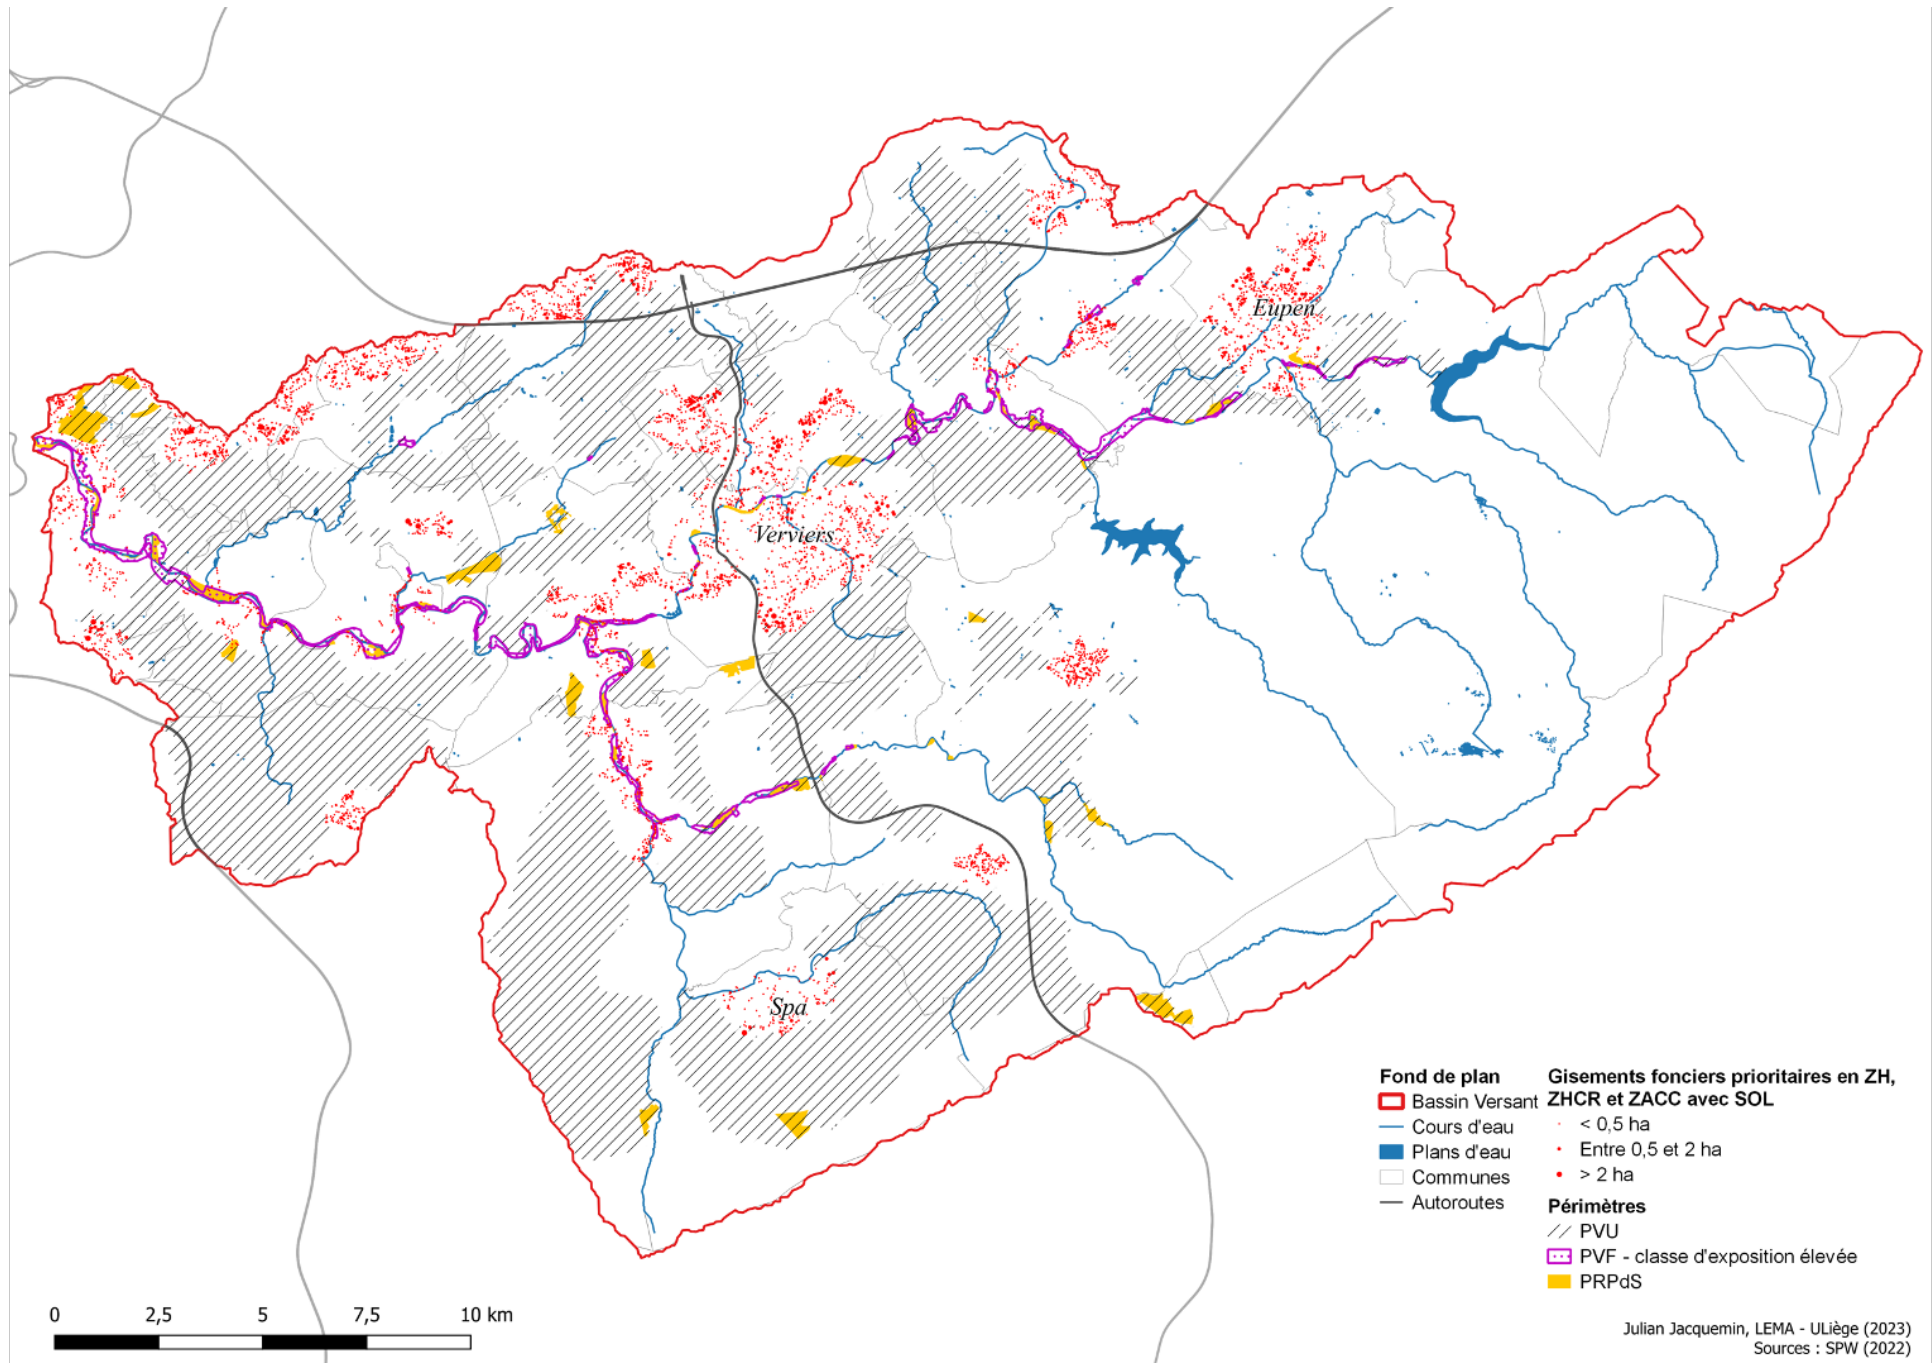 Eupen
Verviers
Spa
Fond de plan
Bassin Versant
Cours d'eau
Plans d'eau
Communes
Autoroutes
Gisements fonciers prioritaires en ZH,
ZHCR et ZACC avec SOL
< 0,5 ha
Entre 0,5 et 2 ha
> 2 ha
Périmètres
PVU
PVF - classe d'exposition élevée
PRPdS
0 2,5 5 7,5 10 km
Julian Jacquemin, LEMA - ULiège (2023)
Sources : SPW (2022)